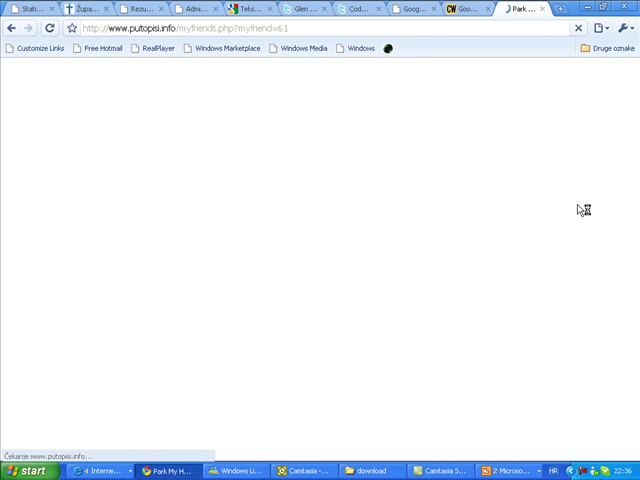 Stati...
Župa...
Rezu...
Admi...
Teks...
Glen ...
Cod...
Goog...
CW Goo...
Park ...
http://www.putopisi.info/myfriends.php?myfriend=61
Customize Links
Free Hotmail
RealPlayer
Windows Marketplace
Windows Media
Windows
Druge oznake
Čekanje www.putopisi.info...
start
4 Interne...
Park My H...
Windows Li...
Camtasia -...
download
Camtasia 5...
2 Microso...
HR
22:36